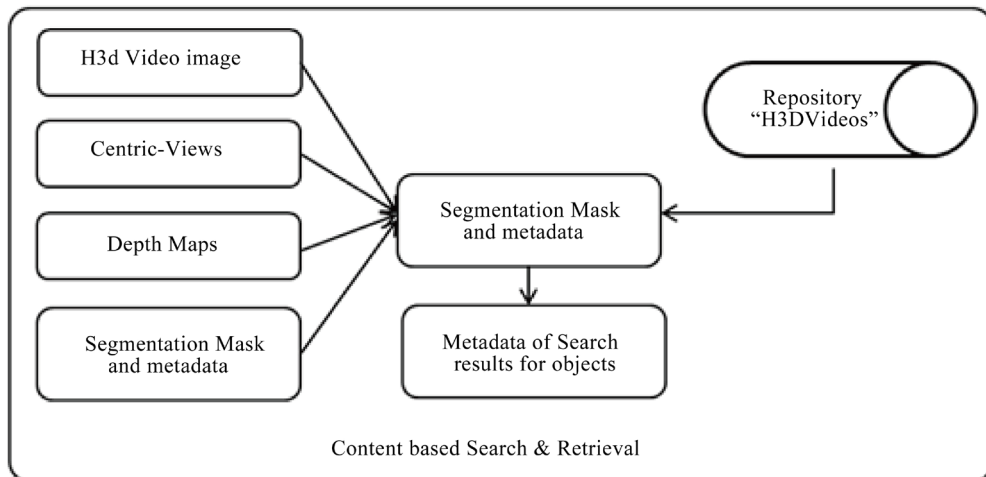 H3d Video image
Centric-Views
Depth Maps
Segmentation Mask
and metadata
Segmentation Mask
and metadata
Repository
“H3DVideos”
Metadata of Search
results for objects
Content based Search & Retrieval